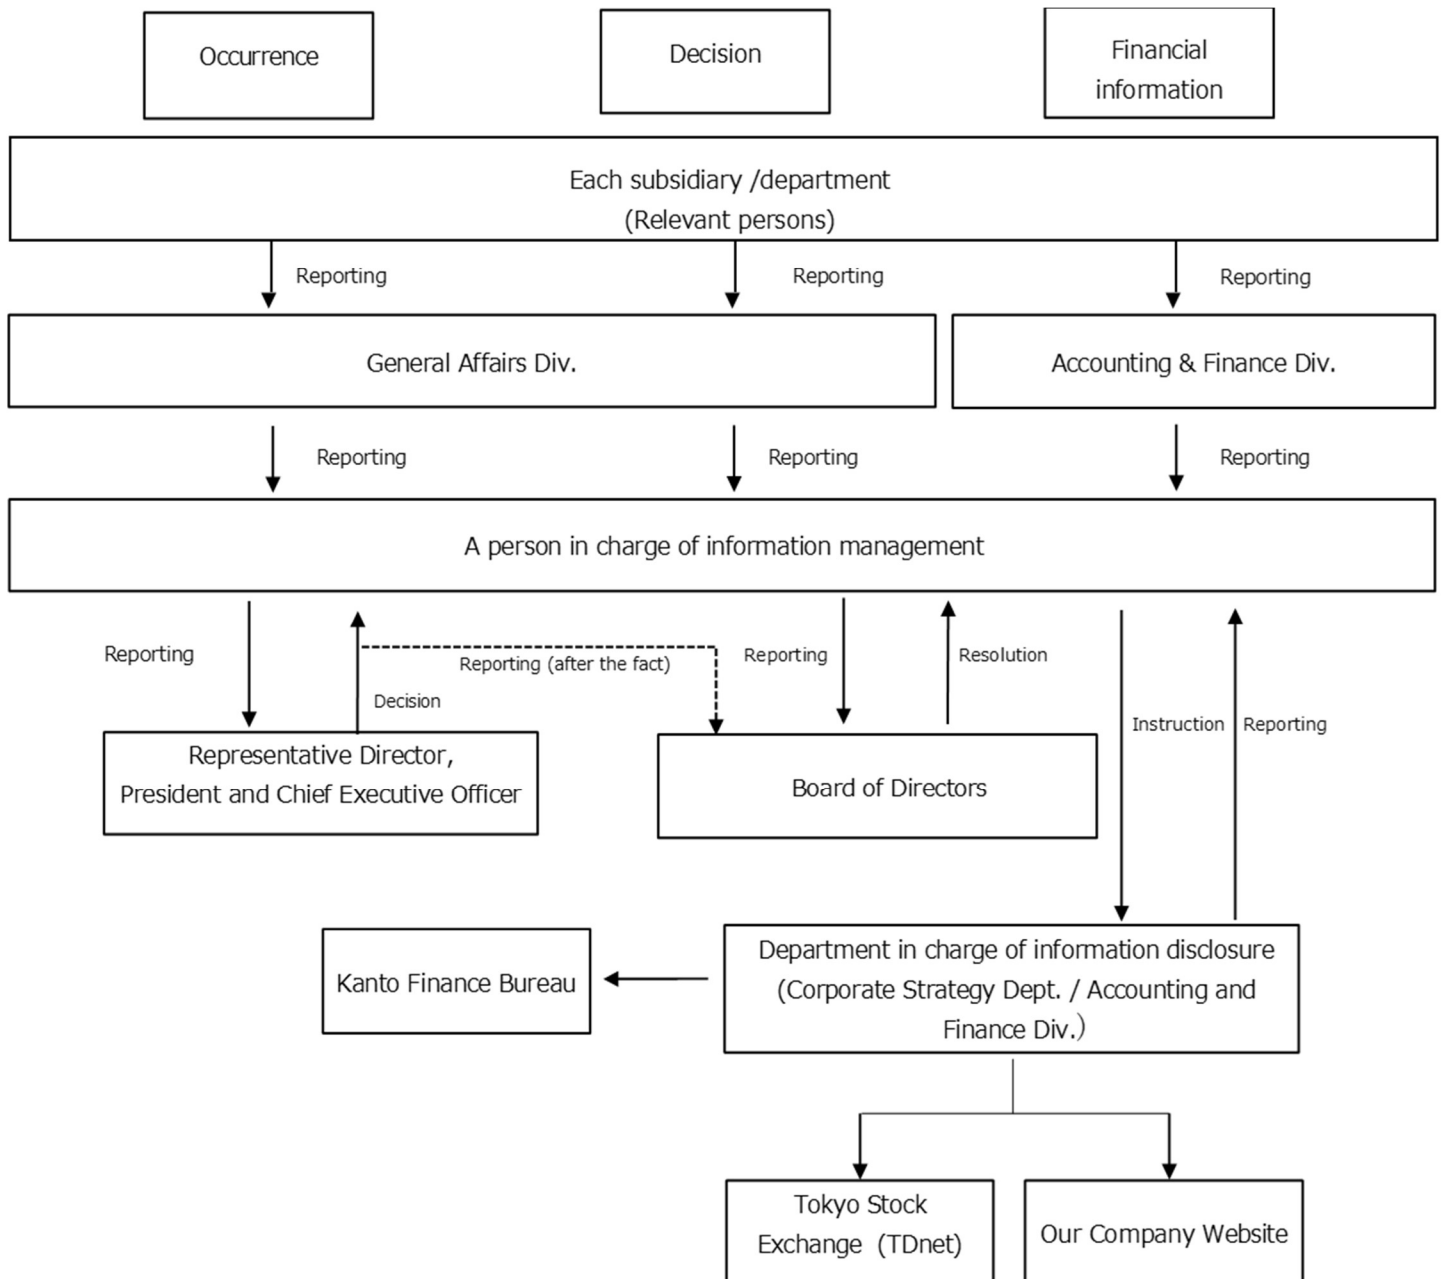 Occurrence
Decision
Financial
information
Each subsidiary /department
(Relevant persons)
Reporting
Reporting
Reporting
General Affairs Div.
Accounting & Finance Div.
Reporting
Reporting
Reporting
A person in charge of information management
Reporting
Decision
Reporting (after the fact)
Reporting
Resolution
Instruction
Reporting
Representative Director,
President and Chief Executive Officer
Board of Directors
Kanto Finance Bureau
Department in charge of information disclosure
(Corporate Strategy Dept. / Accounting and
Finance Div.)
Tokyo Stock
Exchange (TDnet)
Our Company Website